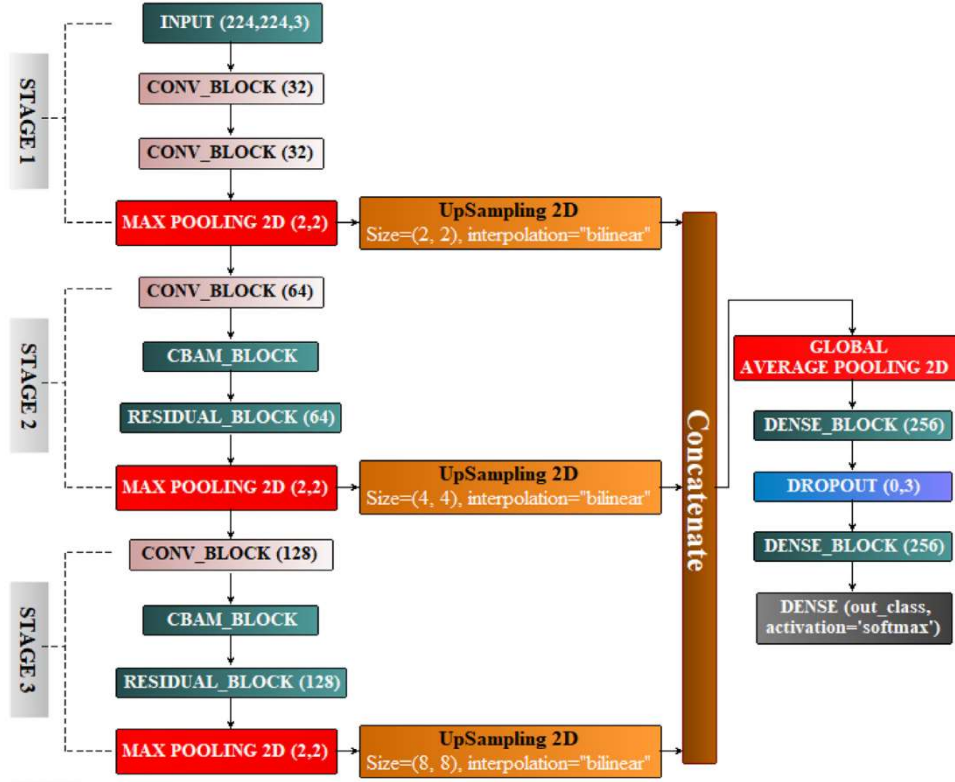 STAGE 1
INPUT (224,224,3)
CONV_BLOCK (32)
CONV_BLOCK (32)
MAX POOLING 2D (2,2)
UpSampling 2D
Size=(2, 2), interpolation="bilinear"
STAGE 2
CONV_BLOCK (64)
CBAM_BLOCK
RESIDUAL_BLOCK (64)
MAX POOLING 2D (2,2)
UpSampling 2D
Size=(4, 4), interpolation="bilinear"
STAGE 3
CONV_BLOCK (128)
CBAM_BLOCK
RESIDUAL_BLOCK (128)
MAX POOLING 2D (2,2)
UpSampling 2D
Size=(8, 8), interpolation="bilinear"
Concatenate
GLOBAL
AVERAGE POOLING 2D
DENSE_BLOCK (256)
DROPOUT (0,3)
DENSE_BLOCK (256)
DENSE (out_class,
activation='softmax')